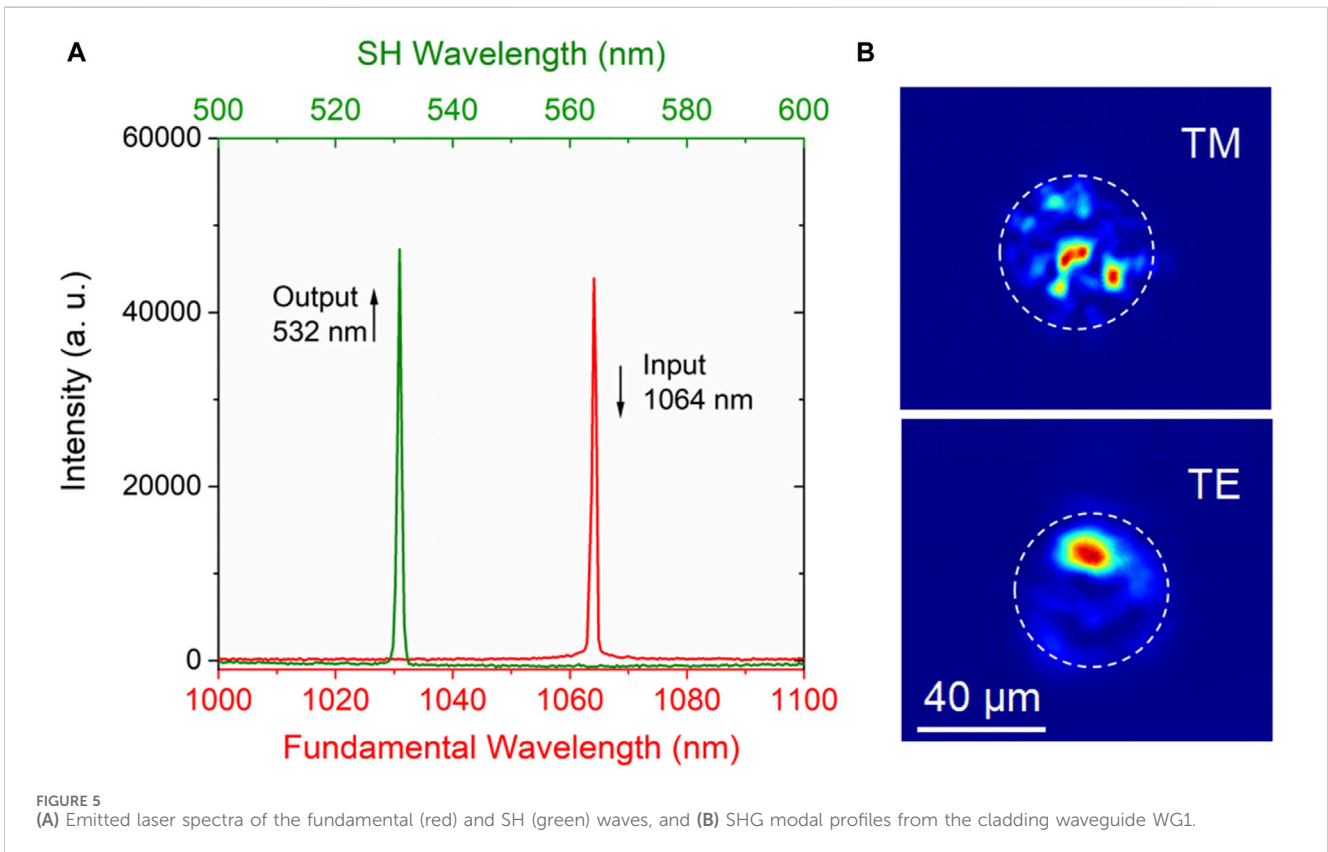 A
SH Wavelength (nm)
500 520 540 560 580 600
60000
40000
20000
0
Intensity (a. u.)
Output
532 nm
Input
1064 nm
1000 1020 1040 1060 1080 1100
Fundamental Wavelength (nm)
B
TM
TE
40 µm
FIGURE 5
(A) Emitted laser spectra of the fundamental (red) and SH (green) waves, and (B) SHG modal profiles from the cladding waveguide WG1.